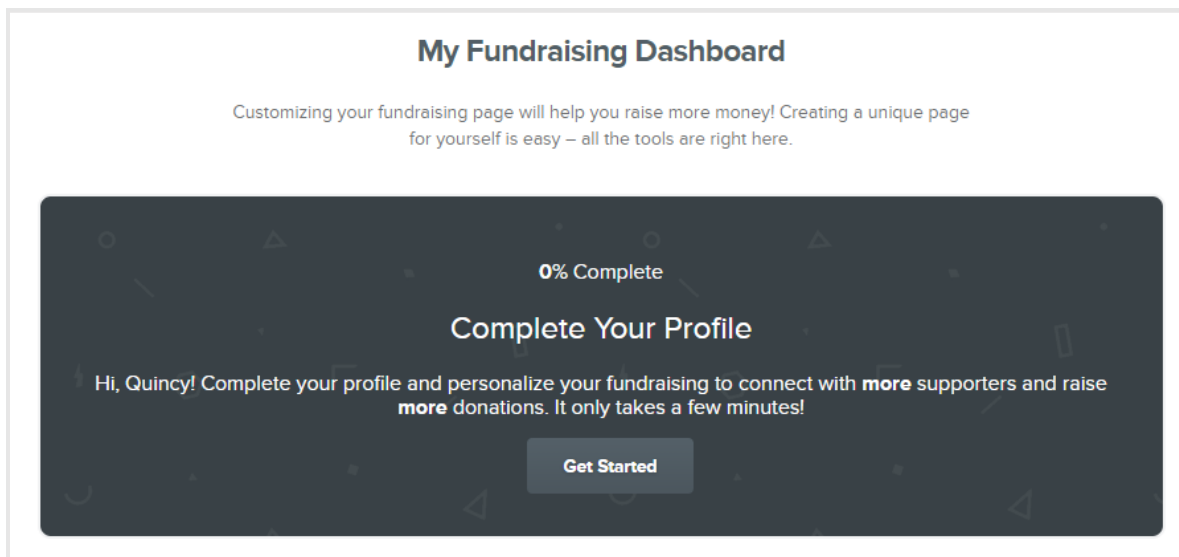 My Fundraising Dashboard
Customizing your fundraising page will help you raise more money! Creating a unique page
for yourself is easy – all the tools are right here.
0% Complete
Complete Your Profile
Hi, Quincy! Complete your profile and personalize your fundraising to connect with more supporters and raise
more donations. It only takes a few minutes!
Get Started